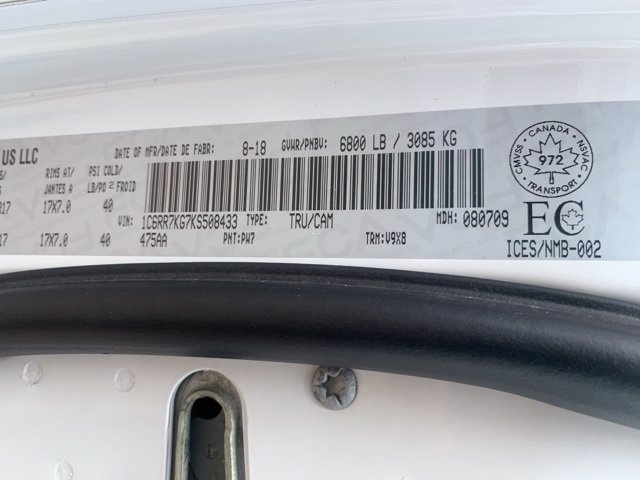 US LLC
DATE OF MFR/DATE DE FABR: 8-18 GVWR/PNBV: 6800 LB / 3085 KG
RIMS AT/ PSI COLD/
JANTES A LB/PO² FROID
R17 17X7.0 40
VIN: 1C6RR7KG7KS508433 TYPE: TRU/CAM MDH: 080709
17 17X7.0 40 475AA PNT:PW7 TRM:V9X8
CANADA
CMVSS 972 NSVAC
TRANSPORT
EC
ICES/NMB-002